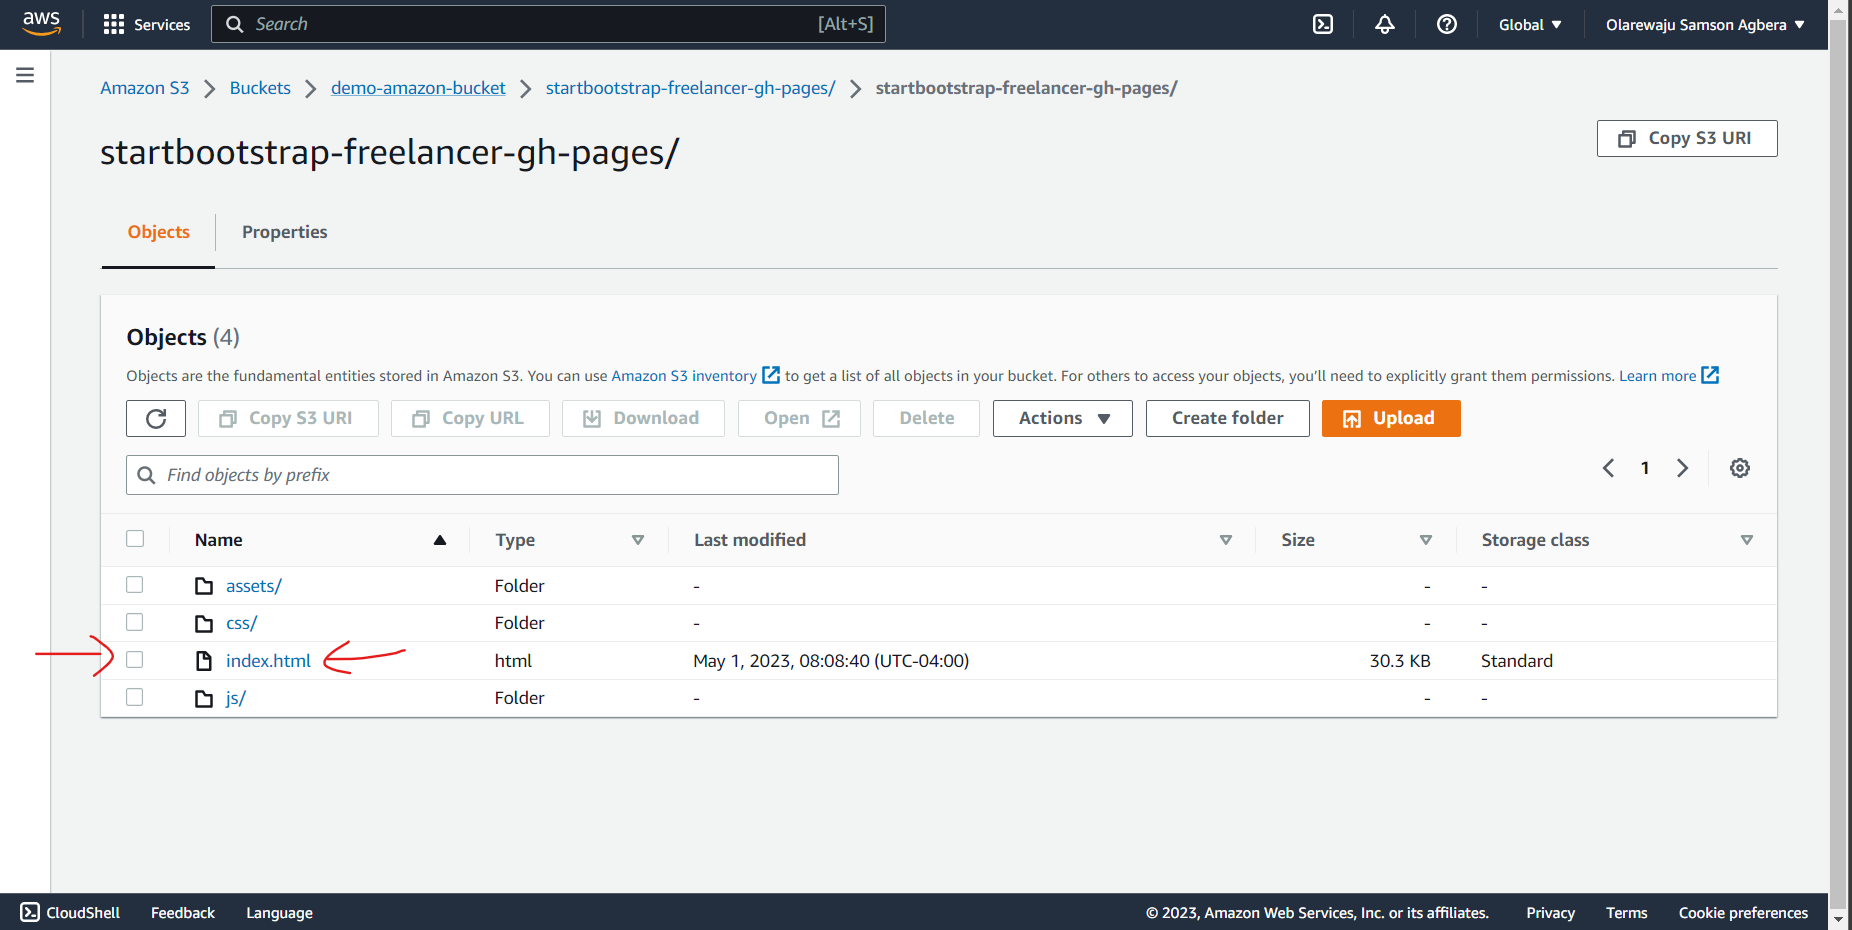 aws Services Search [Alt+S] Global Olarewaju Samson Agbera
Amazon S3 Buckets demo-amazon-bucket startbootstrap-freelancer-gh-pages/ startbootstrap-freelancer-gh-pages/
startbootstrap-freelancer-gh-pages/ Copy S3 URI
Objects Properties
Objects (4)
Objects are the fundamental entities stored in Amazon S3. You can use Amazon S3 inventory to get a list of all objects in your bucket. For others to access your objects, you'll need to explicitly grant them permissions. Learn more
Copy S3 URI Copy URL Download Open Delete Actions Create folder Upload
Find objects by prefix 1
Name Type Last modified Size Storage class
assets/ Folder - - -
css/ Folder - - -
index.html html May 1, 2023, 08:08:40 (UTC-04:00) 30.3 KB Standard
js/ Folder - - -
CloudShell Feedback Language © 2023, Amazon Web Services, Inc. or its affiliates. Privacy Terms Cookie preferences